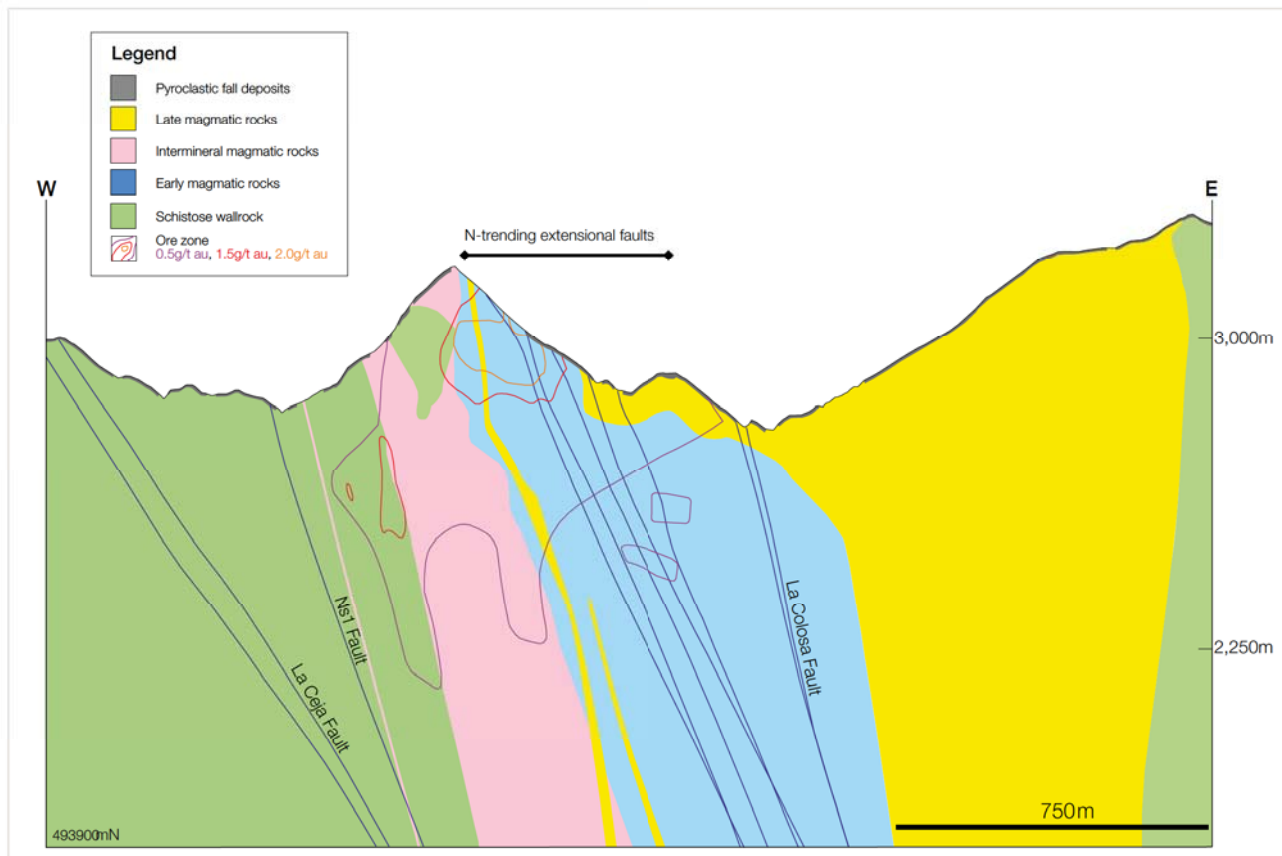 Legend
Pyroclastic fall deposits
Late magmatic rocks
Intermineral magmatic rocks
Early magmatic rocks
Schistose wallrock
Ore zone
0.5g/t au, 1.5g/t au, 2.0g/t au
W
E
N-trending extensional faults
3,000m
2,250m
Ns1 Fault
La Ceja Fault
La Colosa Fault
750m
493900mN